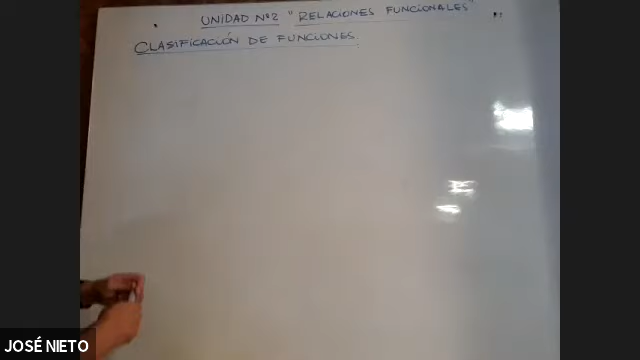 UNIDAD Nº2 "RELACIONES FUNCIONALES"
CLASIFICACIÓN DE FUNCIONES.
JOSÉ NIETO